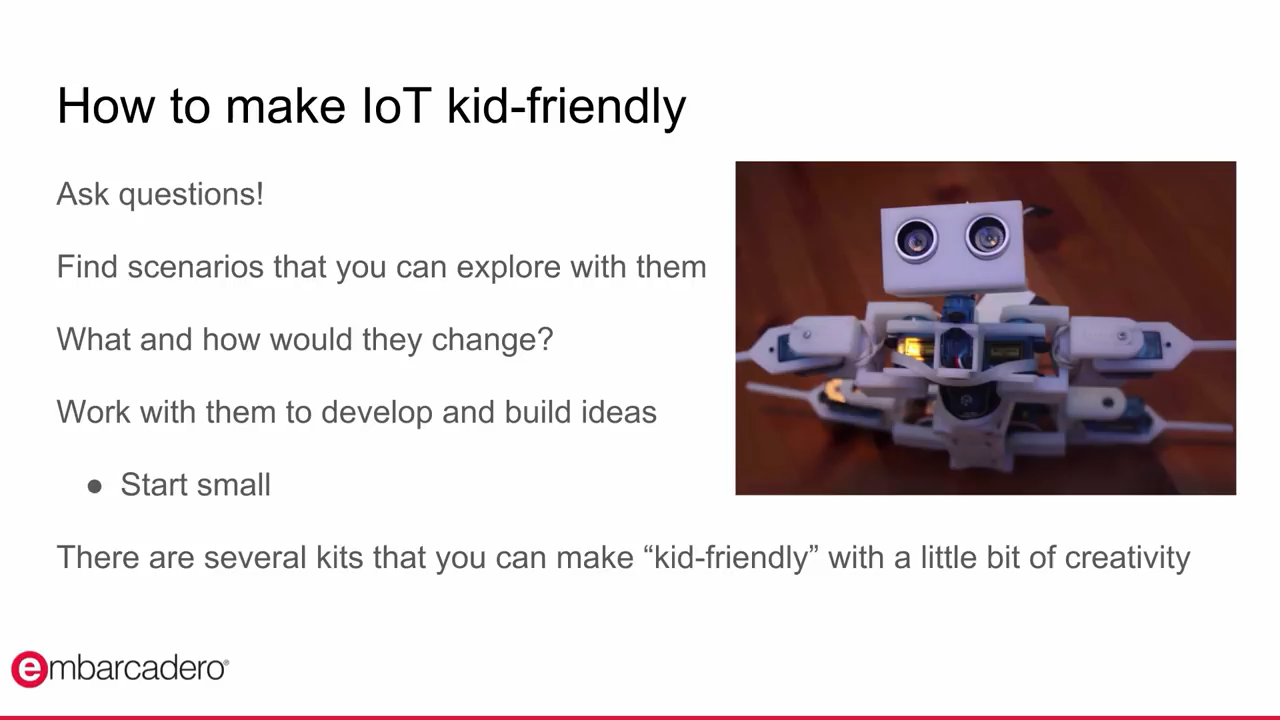 How to make IoT kid-friendly
Ask questions!
Find scenarios that you can explore with them
What and how would they change?
Work with them to develop and build ideas
● Start small
There are several kits that you can make “kid-friendly” with a little bit of creativity
embarcadero®